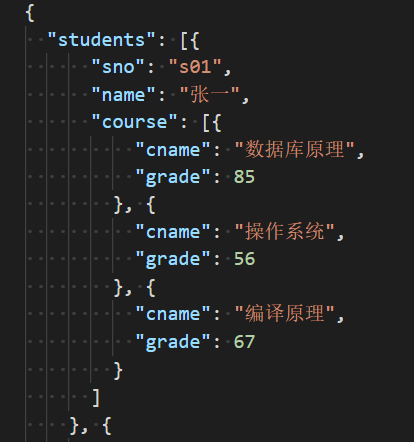 {
  "students": [{
      "sno": "s01",
      "name": "张一",
      "course": [{
          "cname": "数据库原理",
          "grade": 85
        }, {
          "cname": "操作系统",
          "grade": 56
        }, {
          "cname": "编译原理",
          "grade": 67
        }
      ]
    }, {